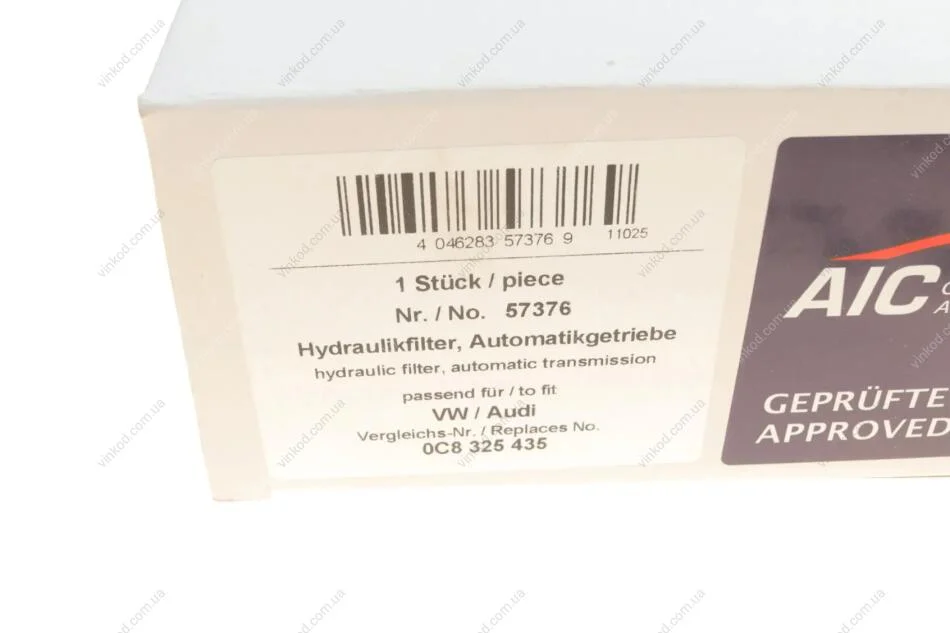 4 046283 57376 9 11025
1 Stück / piece
Nr. / No. 57376
Hydraulikfilter, Automatikgetriebe
hydraulic filter, automatic transmission
passend für / to fit
VW / Audi
Vergleichs-Nr. / Replaces No.
0C8 325 435
AIC
GEPRÜFTE
APPROVED
vinkod.com.ua